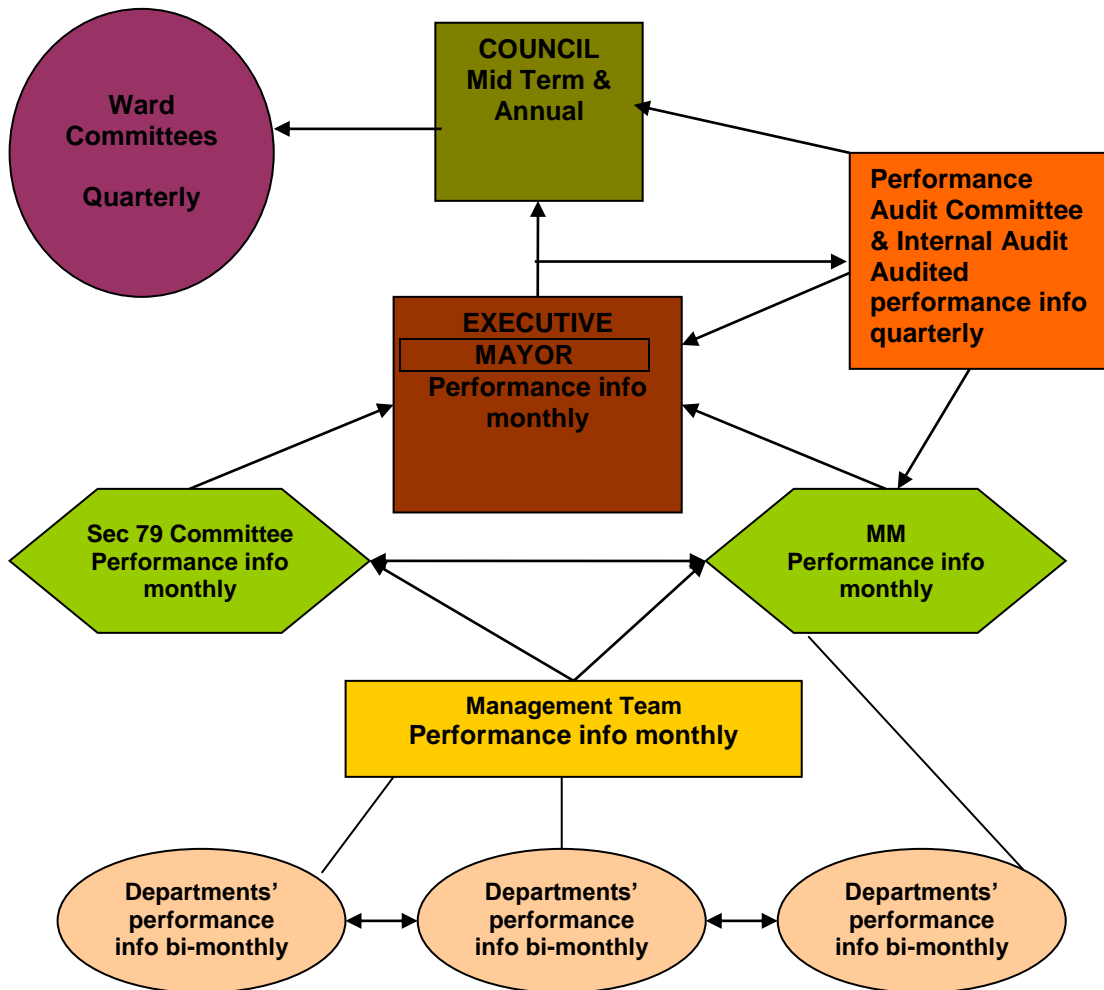 COUNCIL
Mid Term &
Annual
Ward
Committees
Quarterly
Performance
Audit Committee
& Internal Audit
Audited
performance info
quarterly
EXECUTIVE
MAYOR
Performance info
monthly
Sec 79 Committee
Performance info
monthly
MM
Performance info
monthly
Management Team
Performance info monthly
Departments’
performance
info bi-monthly
Departments’
performance
info bi-monthly
Departments’
performance
info bi-monthly